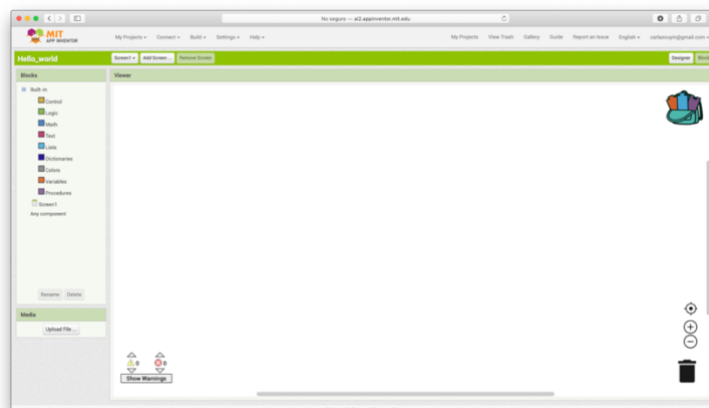 No secure — ai2.appinventor.mit.edu
MIT
APP INVENTOR
My Projects Connect Build Settings Help My Projects View Trash Gallery Guide Report an Issue English
Hello_world Screen1 Add Screen ... Remove Screen Designer
Blocks Viewer
Built-in
Control
Logic
Math
Text
Lists
Dictionaries
Colors
Variables
Procedures
Screen1
Any component
Rename Delete
Media
Upload File ...
0 0
Show Warnings